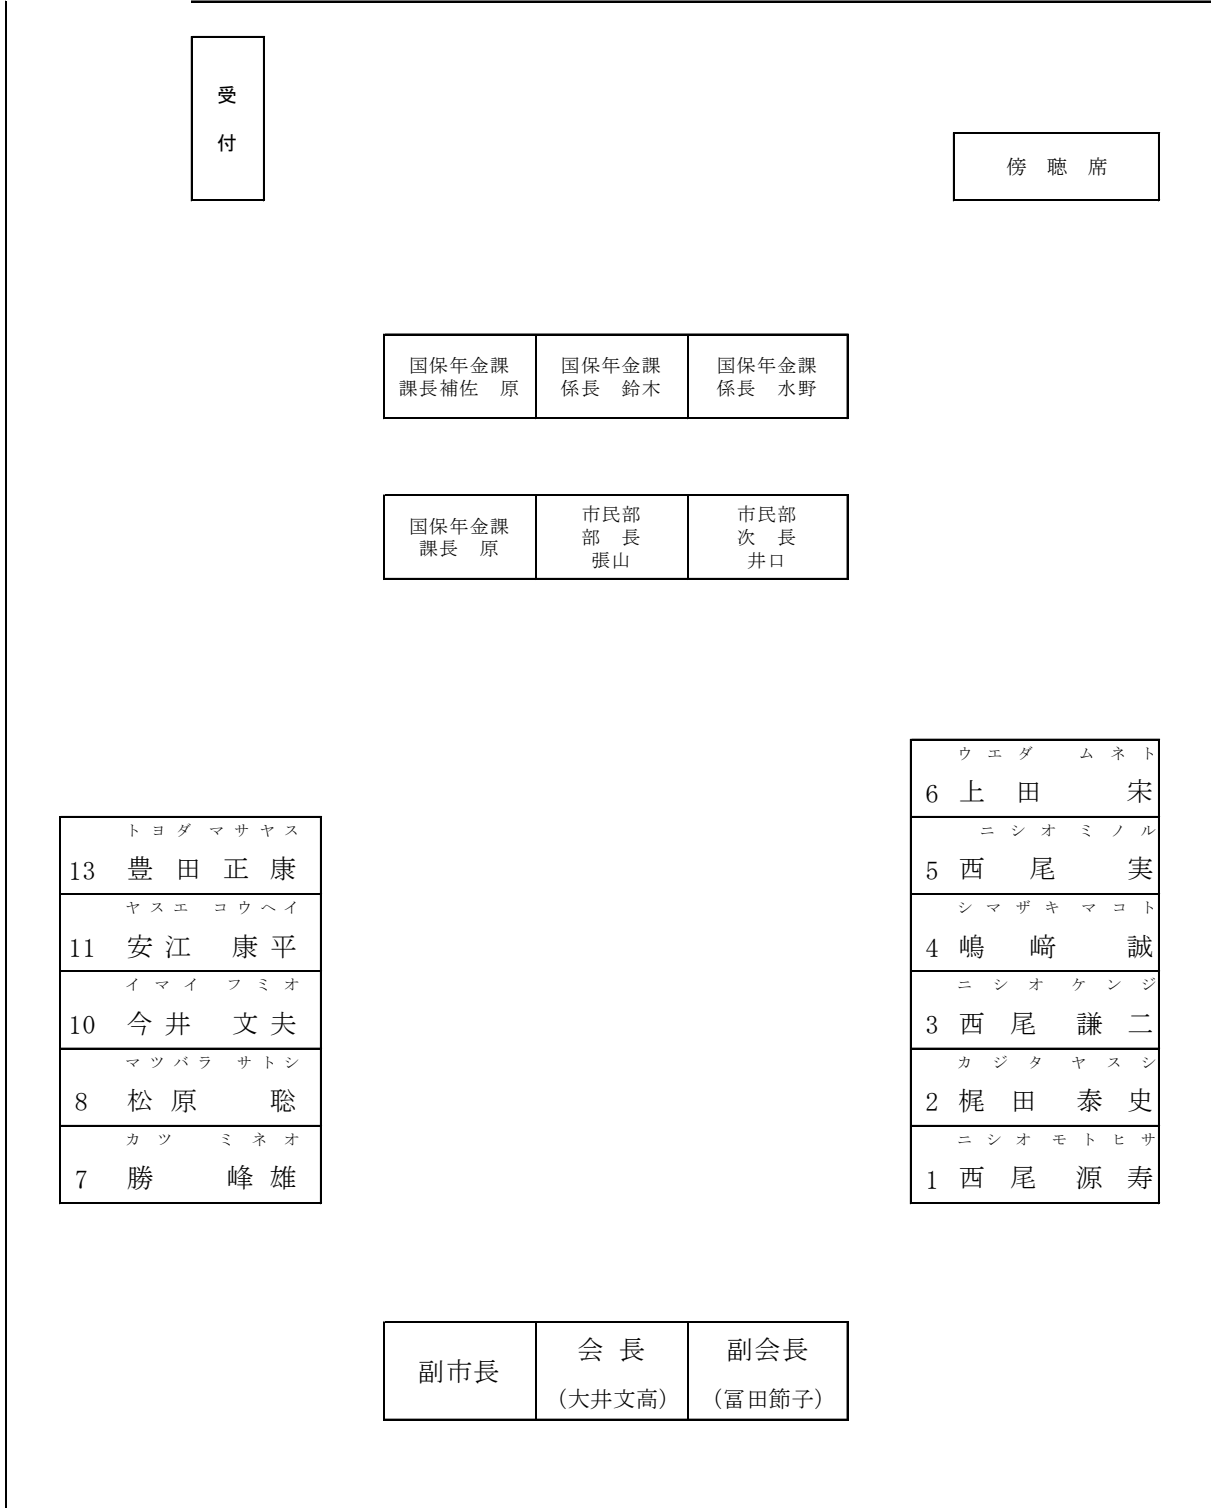 受
付
傍 聴 席
国保年金課
課長補佐　原
国保年金課
係長　鈴木
国保年金課
係長　水野
国保年金課
課長　原
市民部
部　長
張山
市民部
次　長
井口
ウエダ　ムネト
6 上田　宋
ニシオ ミノル
5 西尾　実
シマザキ マコト
4 嶋﨑　誠
ニシオ ケンジ
3 西尾 謙二
カジタ ヤスシ
2 梶田 泰史
ニシオ モトヒサ
1 西尾 源寿
トヨダ マサヤス
13 豊田正康
ヤスエ コウヘイ
11 安江 康平
イマイ フミオ
10 今井 文夫
マツバラ サトシ
8 松原　聡
カツ　ミネオ
7 勝　峰雄
副市長
会 長
（大井文高）
副会長
（冨田節子）